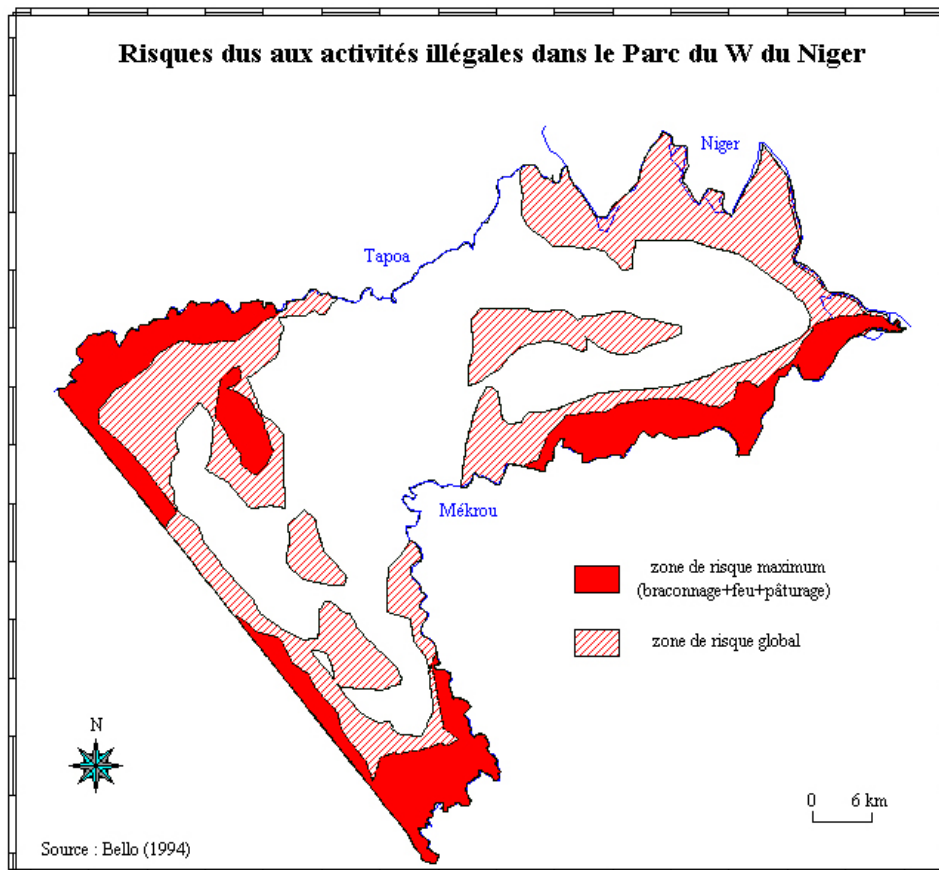 Risques dus aux activités illégales dans le Parc du W du Niger
Niger
Tapoa
Mékrou
zone de risque maximum
(braconnage+feu+pâturage)
zone de risque global
N
0 6 km
Source : Bello (1994)